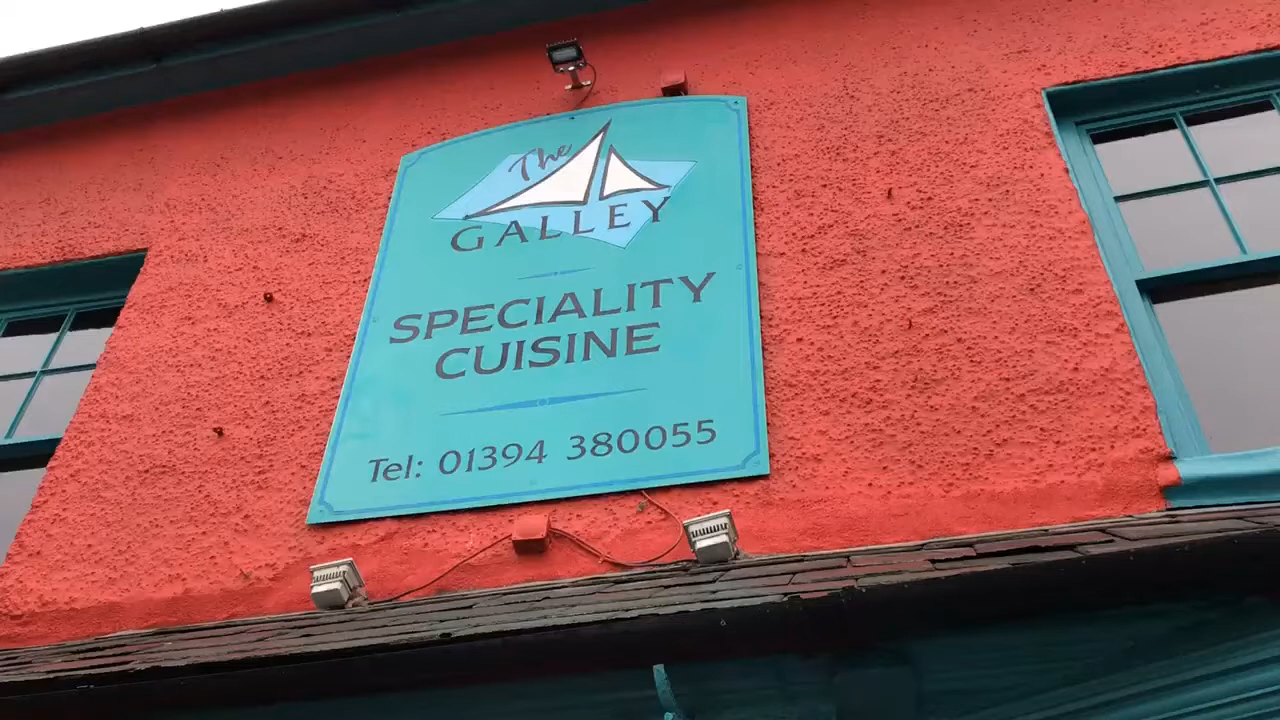 The
GALLEY
SPECIALITY
CUISINE
Tel: 01394 380055